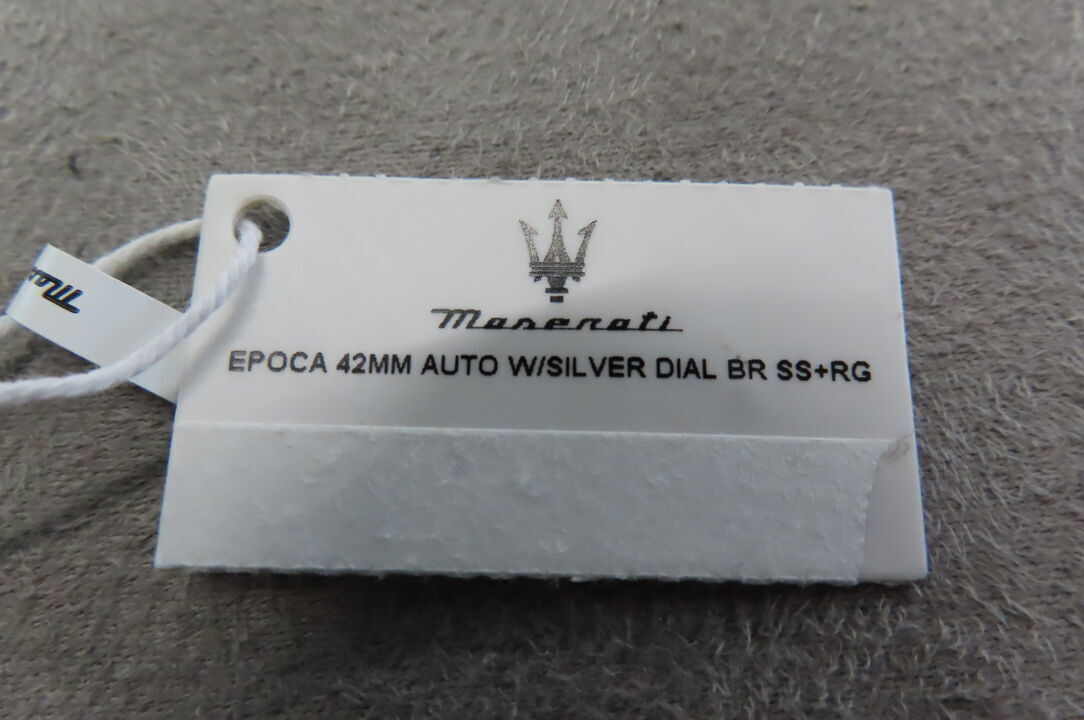 Maserati
EPOCA 42MM AUTO W/SILVER DIAL BR SS+RG